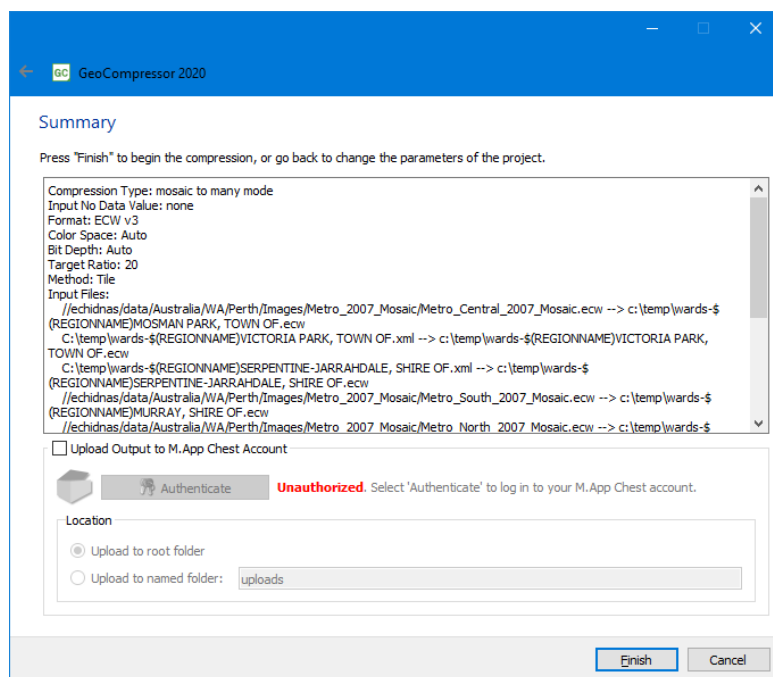 GC GeoCompressor 2020
Summary
Press "Finish" to begin the compression, or go back to change the parameters of the project.
Compression Type: mosaic to many mode
Input No Data Value: none
Format: ECW v3
Color Space: Auto
Bit Depth: Auto
Target Ratio: 20
Method: Tile
Input Files:
//echidnas/data/Australia/WA/Perth/Images/Metro_2007_Mosaic/Metro_Central_2007_Mosaic.ecw --> c:\temp\wards-$
(REGIONNAME)MOSMAN PARK, TOWN OF.ecw
C:\temp\wards-$(REGIONNAME)VICTORIA PARK, TOWN OF.xml --> c:\temp\wards-$(REGIONNAME)VICTORIA PARK,
TOWN OF.ecw
C:\temp\wards-$(REGIONNAME)SERPENTINE-JARRAHDALE, SHIRE OF.xml --> c:\temp\wards-$
(REGIONNAME)SERPENTINE-JARRAHDALE, SHIRE OF.ecw
//echidnas/data/Australia/WA/Perth/Images/Metro_2007_Mosaic/Metro_South_2007_Mosaic.ecw --> c:\temp\wards-$
(REGIONNAME)MURRAY, SHIRE OF.ecw
//echidnas/data/Australia/WA/Perth/Images/Metro_2007_Mosaic/Metro_North_2007_Mosaic.ecw --> c:\temp\wards-$
Upload Output to M.App Chest Account
Authenticate Unauthorized. Select 'Authenticate' to log in to your M.App Chest account.
Location
Upload to root folder
Upload to named folder: uploads
Finish Cancel